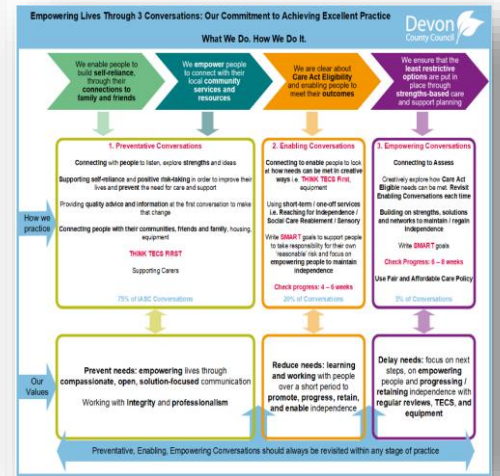 Empowering Lives Through 3 Conversations: Our Commitment to Achieving Excellent Practice
What We Do. How We Do It.
Devon
County Council
We enable people to
build self-reliance,
through their
connections to
family and friends
We empower people
to connect with their
local community
services and
resources
We are clear about
Care Act Eligibility
and enabling people to
meet their outcomes
We ensure that the
least restrictive
options are put in
place through
strengths-based care
and support planning
How we
practice
1. Preventative Conversations
Connecting with people to listen, explore strengths and ideas
Supporting self-reliance and positive risk-taking in order to improve their
lives and prevent the need for care and support
Providing quality advice and information at the first conversation to make
that change
Connecting people with their communities, friends and family, housing,
equipment
THINK TECS FIRST
Supporting Carers
75% of IASC Conversations
2. Enabling Conversations
Connecting to enable people to look
at how needs can be met in creative
ways i.e. THINK TECS First,
equipment
Using short-term / one-off services
i.e. Reaching for Independence /
Social Care Reablement / Sensory
Write SMART goals to support people
to take responsibility for their own
'reasonable' risk and focus on
empowering people to maintain
independence
Check progress: 4 – 6 weeks
20% of Conversations
3. Empowering Conversations
Connecting to Assess
Creatively explore how Care Act
Eligible needs can be met. Revisit
Enabling Conversations each time
Building on strengths, solutions
and networks to maintain / regain
independence
Write SMART goals
Check progress: 6 – 8 weeks
Use Fair and Affordable Care Policy
5% of Conversations
Our
Values
Prevent needs: empowering lives through
compassionate, open, solution-focused communication
Working with integrity and professionalism
Reduce needs: learning
and working with people
over a short period to
promote, progress, retain,
and enable independence
Delay needs: focus on next
steps, on empowering
people and progressing /
retaining independence with
regular reviews, TECS, and
equipment
Preventative, Enabling, Empowering Conversations should always be revisited within any stage of practice